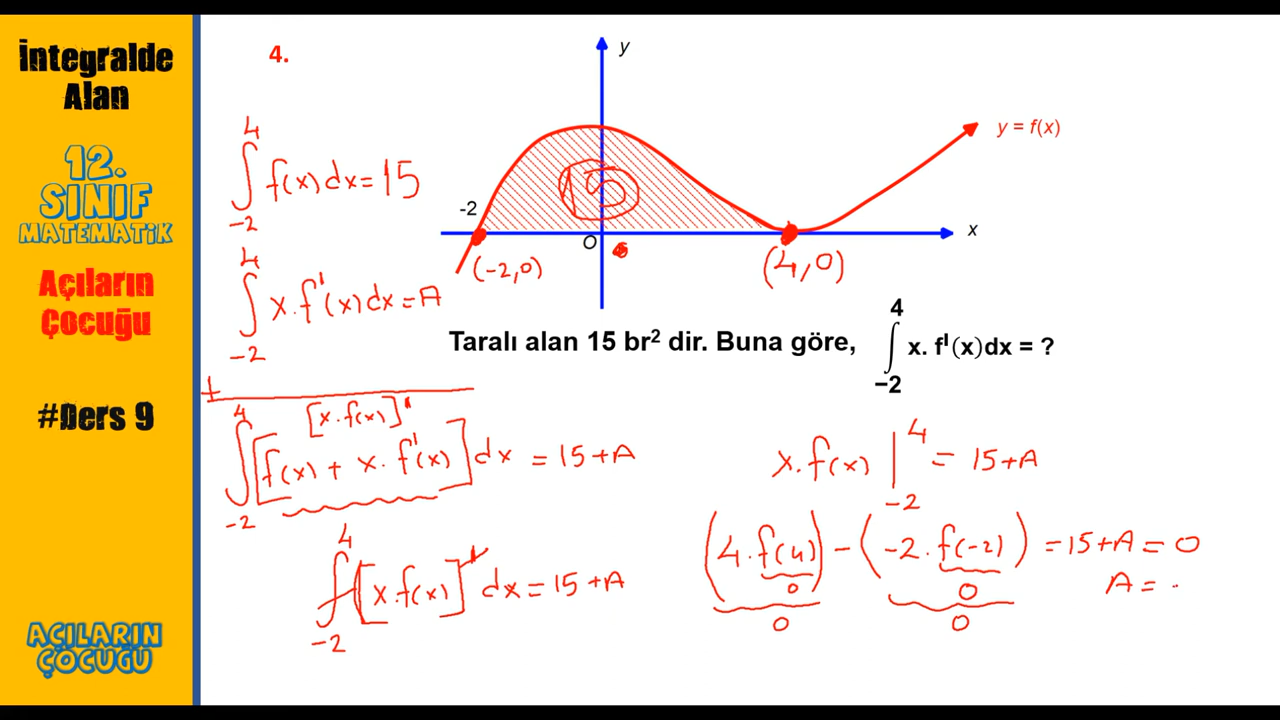 İntegralde
Alan
12.
SINIF
MATEMATİK
Açıların
Çocuğu
#Ders 9
AÇILARIN
ÇOCUĞU
4.
y
y = f(x)
-2
O
x
(-2,0)
(4,0)
15
Taralı alan 15 br² dir. Buna göre, ∫₋₂⁴ x. f'(x)dx = ?
∫₋₂⁴ f(x)dx = 15
∫₋₂⁴ x.f'(x)dx = A
+
[x.f(x)]'
∫₋₂⁴ [f(x) + x.f'(x)] dx = 15+A
∫₋₂⁴ [x.f(x)]' dx = 15+A
x.f(x) |₋₂⁴ = 15+A
(4.f(4)) - (-2.f(-2)) = 15+A = 0
0 0
0 0
A = -